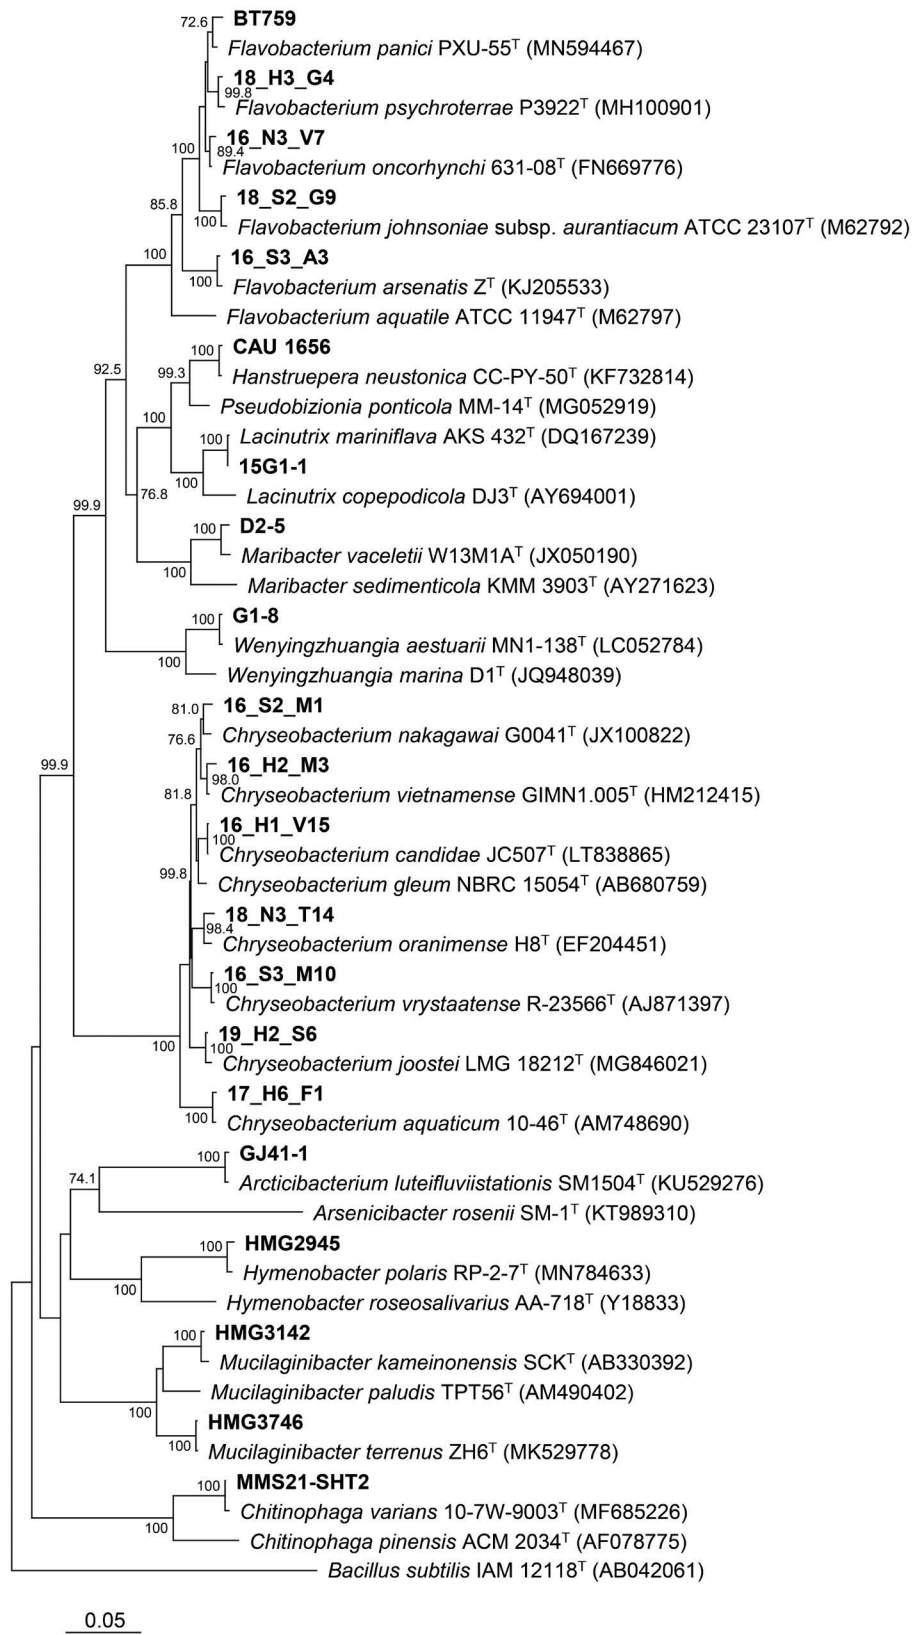 72.6
BT759
Flavobacterium panici PXU-55T (MN594467)
18_H3_G4
99.8
Flavobacterium psychroterrae P3922T (MH100901)
16_N3_V7
100
89.4
Flavobacterium oncorhynchi 631-08T (FN669776)
18_S2_G9
85.8
100
Flavobacterium johnsoniae subsp. aurantiacum ATCC 23107T (M62792)
100
16_S3_A3
100
Flavobacterium arsenatis ZT (KJ205533)
Flavobacterium aquatile ATCC 11947T (M62797)
100
CAU 1656
92.5
99.3
Hanstruepera neustonica CC-PY-50T (KF732814)
Pseudobizionia ponticola MM-14T (MG052919)
100
100
Lacinutrix mariniflava AKS 432T (DQ167239)
15G1-1
100
76.8
Lacinutrix copepodicola DJ3T (AY694001)
99.9
100
D2-5
Maribacter vaceletii W13M1AT (JX050190)
100
Maribacter sedimenticola KMM 3903T (AY271623)
100
G1-8
Wenyingzhuangia aestuarii MN1-138T (LC052784)
100
Wenyingzhuangia marina D1T (JQ948039)
81.0
16_S2_M1
76.6
Chryseobacterium nakagawai G0041T (JX100822)
99.9
16_H2_M3
98.0
81.8
Chryseobacterium vietnamense GIMN1.005T (HM212415)
16_H1_V15
100
Chryseobacterium candidae JC507T (LT838865)
99.8
Chryseobacterium gleum NBRC 15054T (AB680759)
18_N3_T14
98.4
Chryseobacterium oranimense H8T (EF204451)
16_S3_M10
100
Chryseobacterium vrystaatense R-23566T (AJ871397)
19_H2_S6
100
100
Chryseobacterium joostei LMG 18212T (MG846021)
17_H6_F1
100
Chryseobacterium aquaticum 10-46T (AM748690)
100
GJ41-1
74.1
Arcticibacterium luteifluviistationis SM1504T (KU529276)
Arsenicibacter rosenii SM-1T (KT989310)
100
HMG2945
Hymenobacter polaris RP-2-7T (MN784633)
100
Hymenobacter roseosalivarius AA-718T (Y18833)
100
HMG3142
Mucilaginibacter kameinonensis SCKT (AB330392)
Mucilaginibacter paludis TPT56T (AM490402)
100
HMG3746
100
Mucilaginibacter terrenus ZH6T (MK529778)
100
MMS21-SHT2
Chitinophaga varians 10-7W-9003T (MF685226)
100
Chitinophaga pinensis ACM 2034T (AF078775)
Bacillus subtilis IAM 12118T (AB042061)
0.05